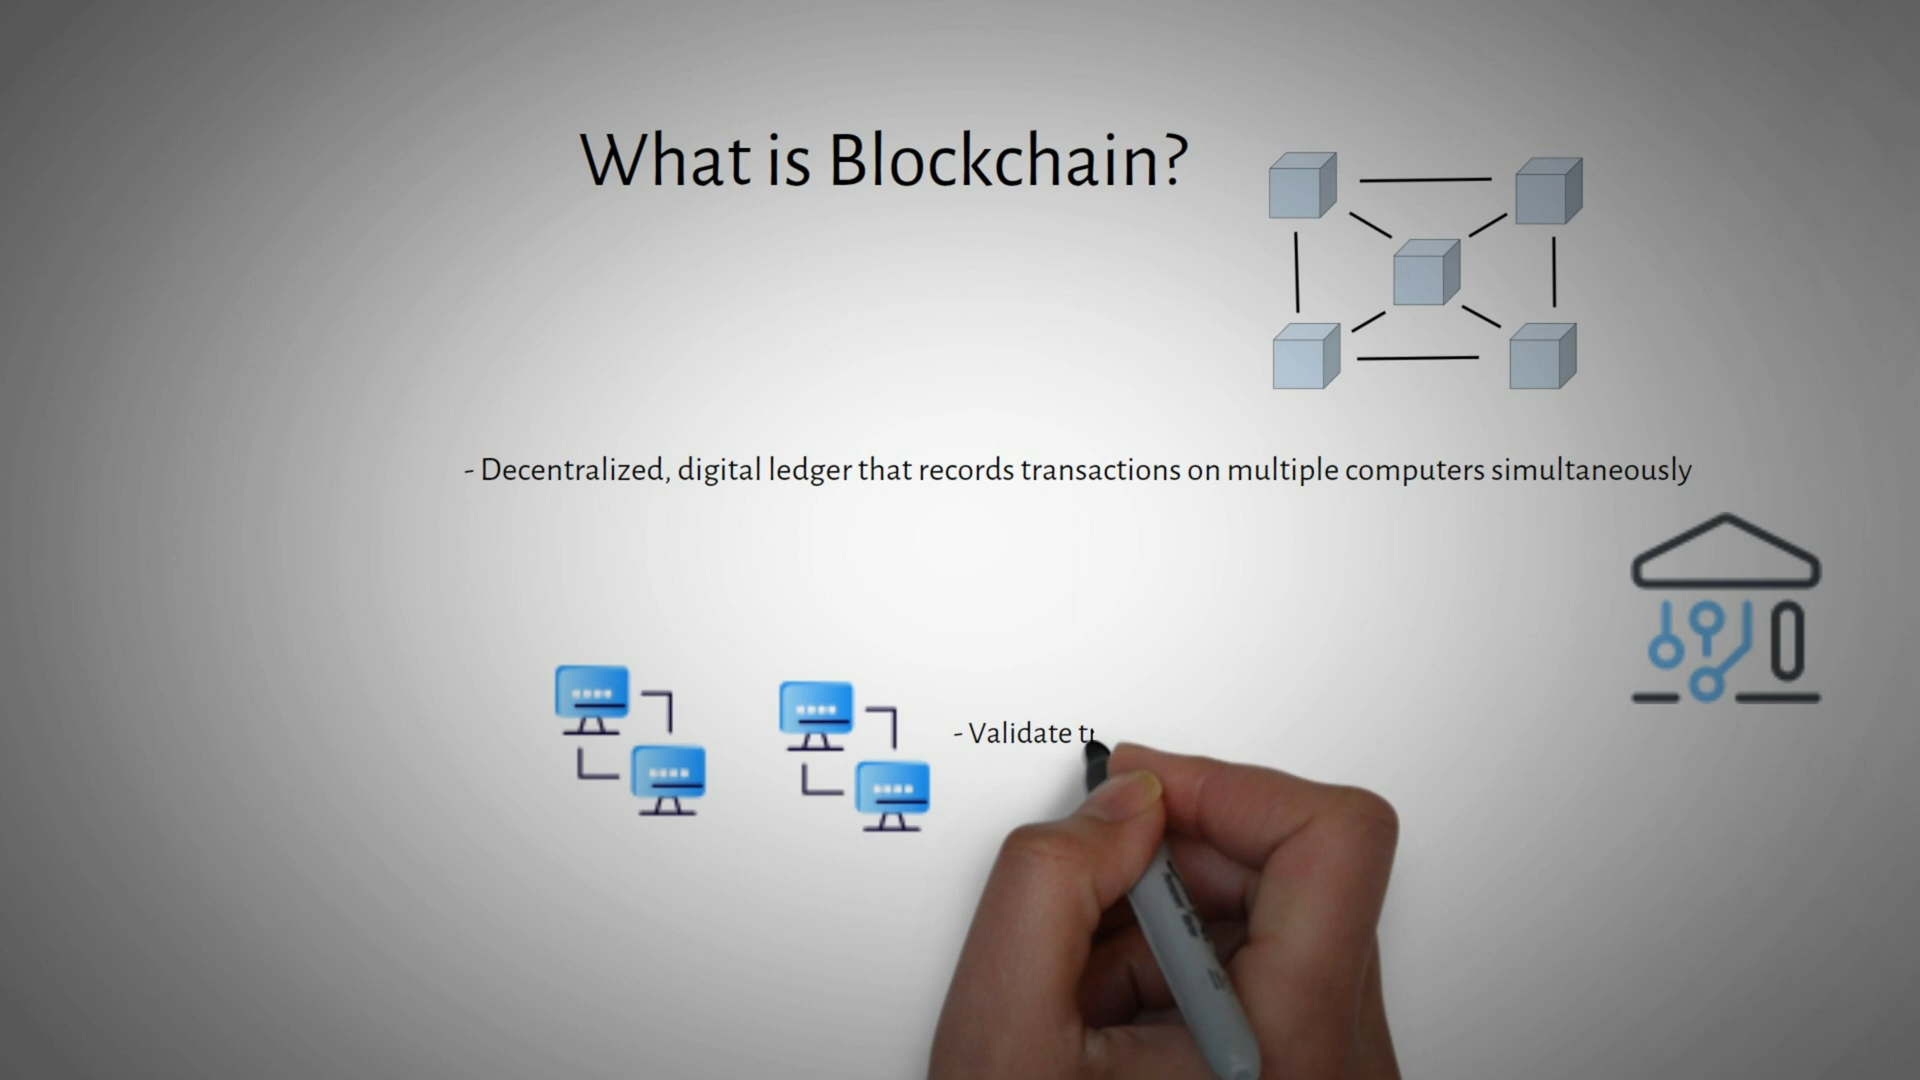 What is Blockchain?
- Decentralized, digital ledger that records transactions on multiple computers simultaneously
- Validate